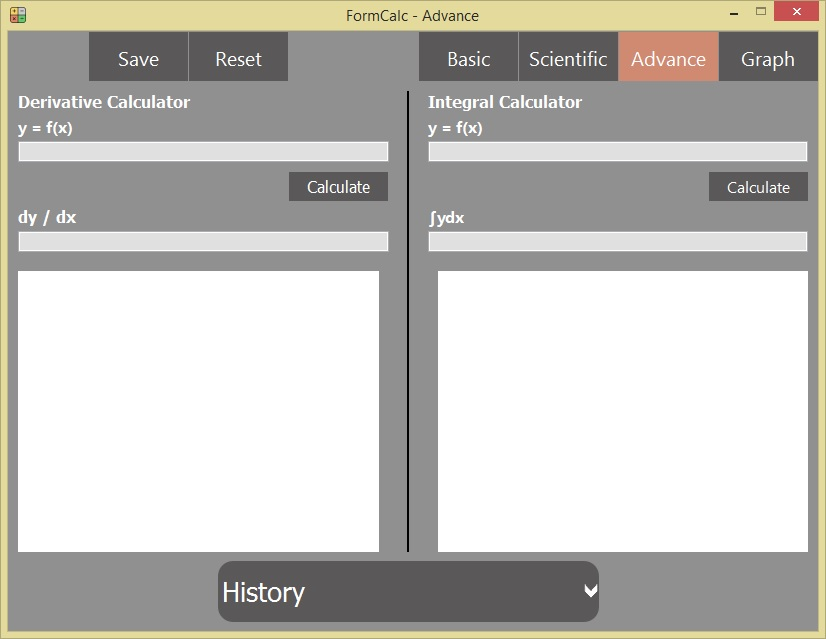 FormCalc - Advance
Save Reset Basic Scientific Advance Graph
Derivative Calculator
y = f(x)
Calculate
dy / dx
Integral Calculator
y = f(x)
Calculate
∫ydx
History